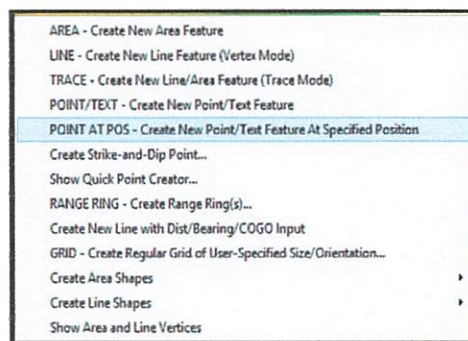 AREA - Create New Area Feature
LINE - Create New Line Feature (Vertex Mode)
TRACE - Create New Line/Area Feature (Trace Mode)
POINT/TEXT - Create New Point/Text Feature
POINT AT POS - Create New Point/Text Feature At Specified Position
Create Strike-and-Dip Point...
Show Quick Point Creator...
RANGE RING - Create Range Ring(s)...
Create New Line with Dist/Bearing/COGO Input
GRID - Create Regular Grid of User-Specified Size/Orientation...
Create Area Shapes
Create Line Shapes
Show Area and Line Vertices